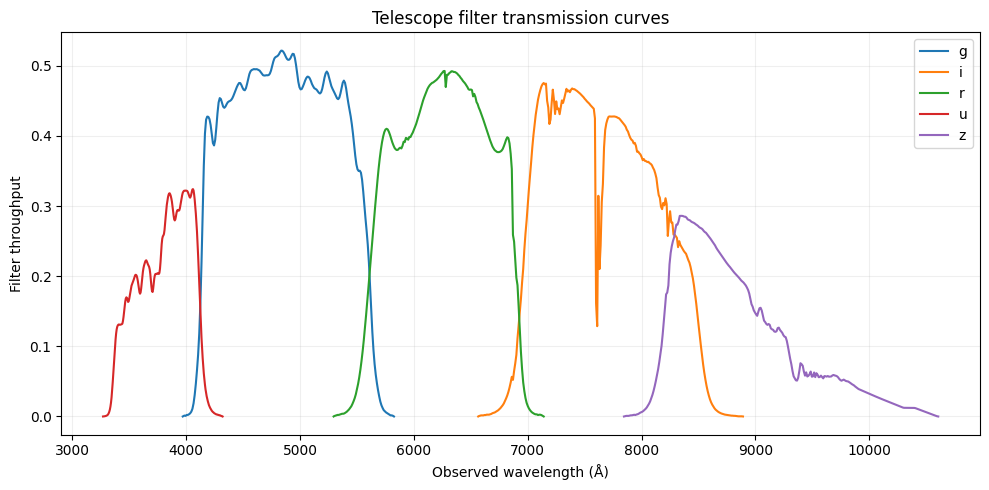 Telescope filter transmission curves
g
i
r
u
z
Filter throughput
0.5
0.4
0.3
0.2
0.1
0.0
3000 4000 5000 6000 7000 8000 9000 10000
Observed wavelength (Å)